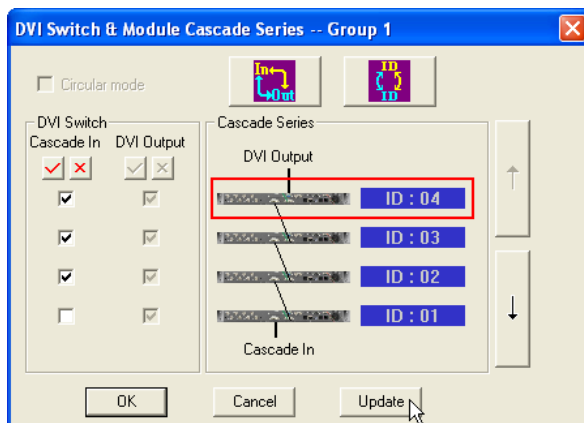 DVI Switch & Module Cascade Series -- Group 1
Circular mode
In
Out
ID
ID
DVI Switch
Cascade In DVI Output
Cascade Series
DVI Output
ID : 04
ID : 03
ID : 02
ID : 01
Cascade In
OK
Cancel
Update